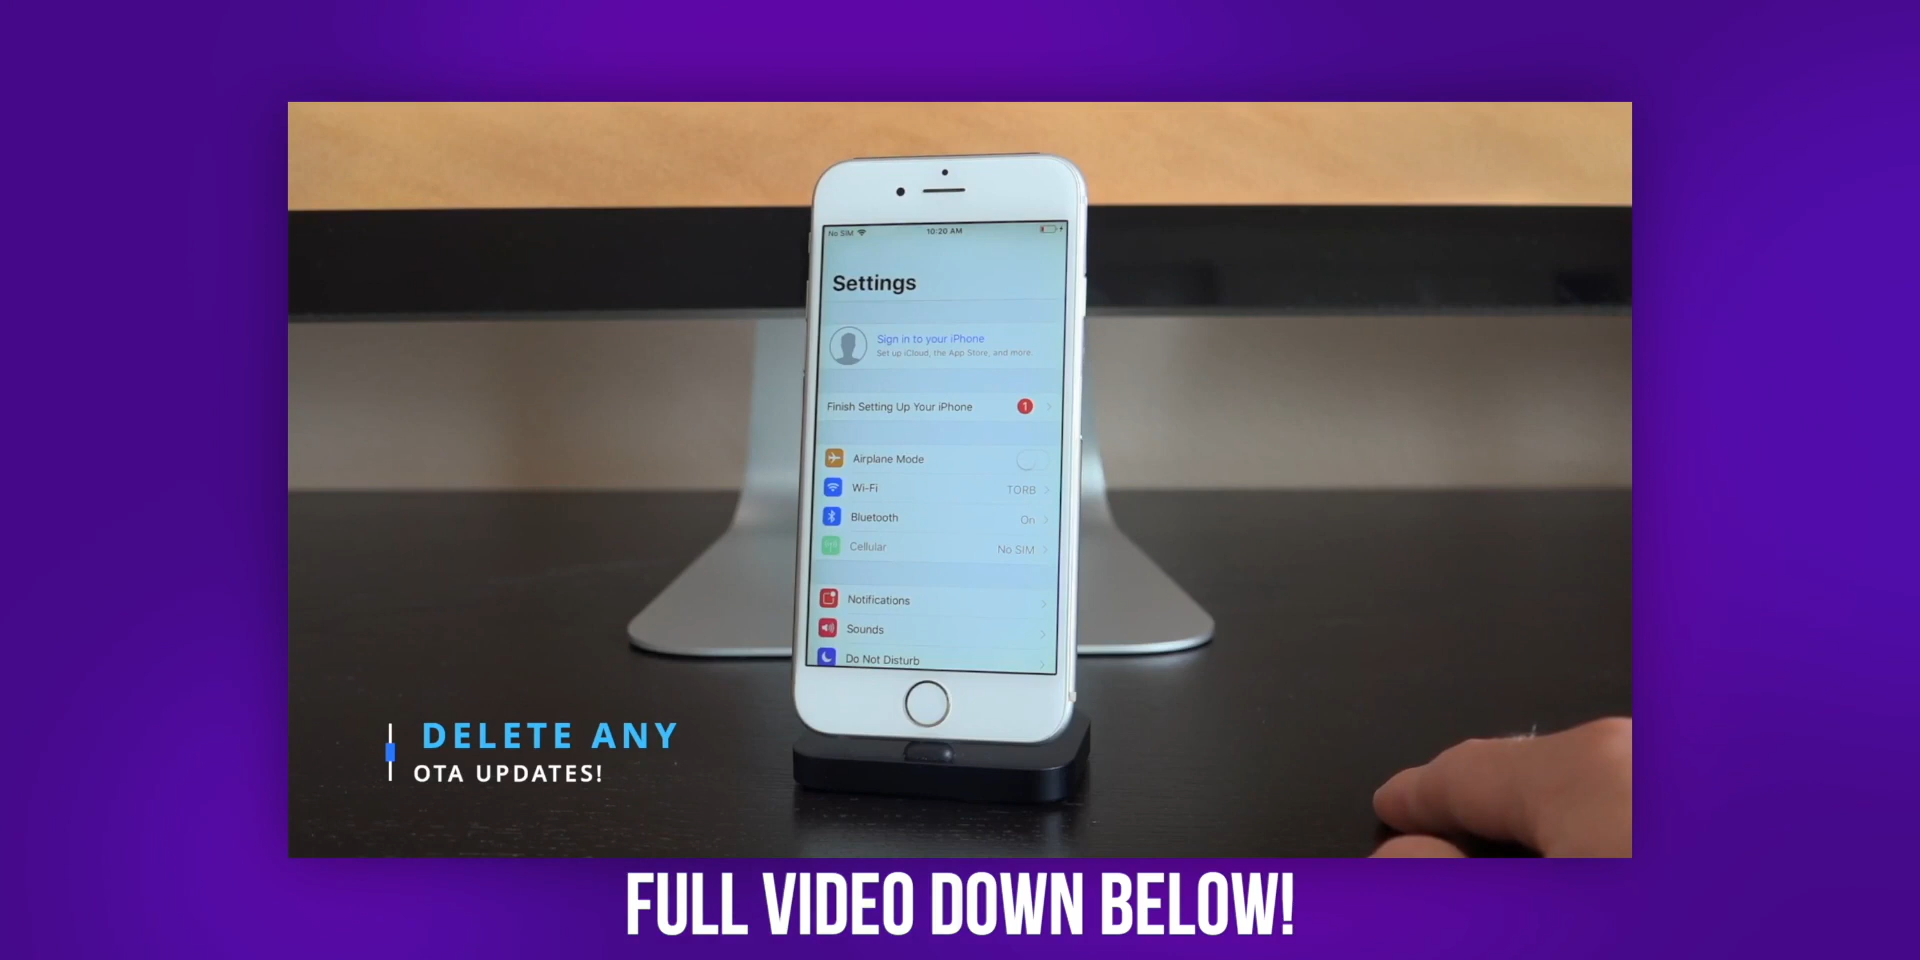 No SIM 10:20 AM
Settings
Sign in to your iPhone
Set up iCloud, the App Store, and more.
Finish Setting Up Your iPhone 1
Airplane Mode
Wi-Fi TORB
Bluetooth On
Cellular No SIM
Notifications
Sounds
Do Not Disturb
DELETE ANY
OTA UPDATES!
FULL VIDEO DOWN BELOW!